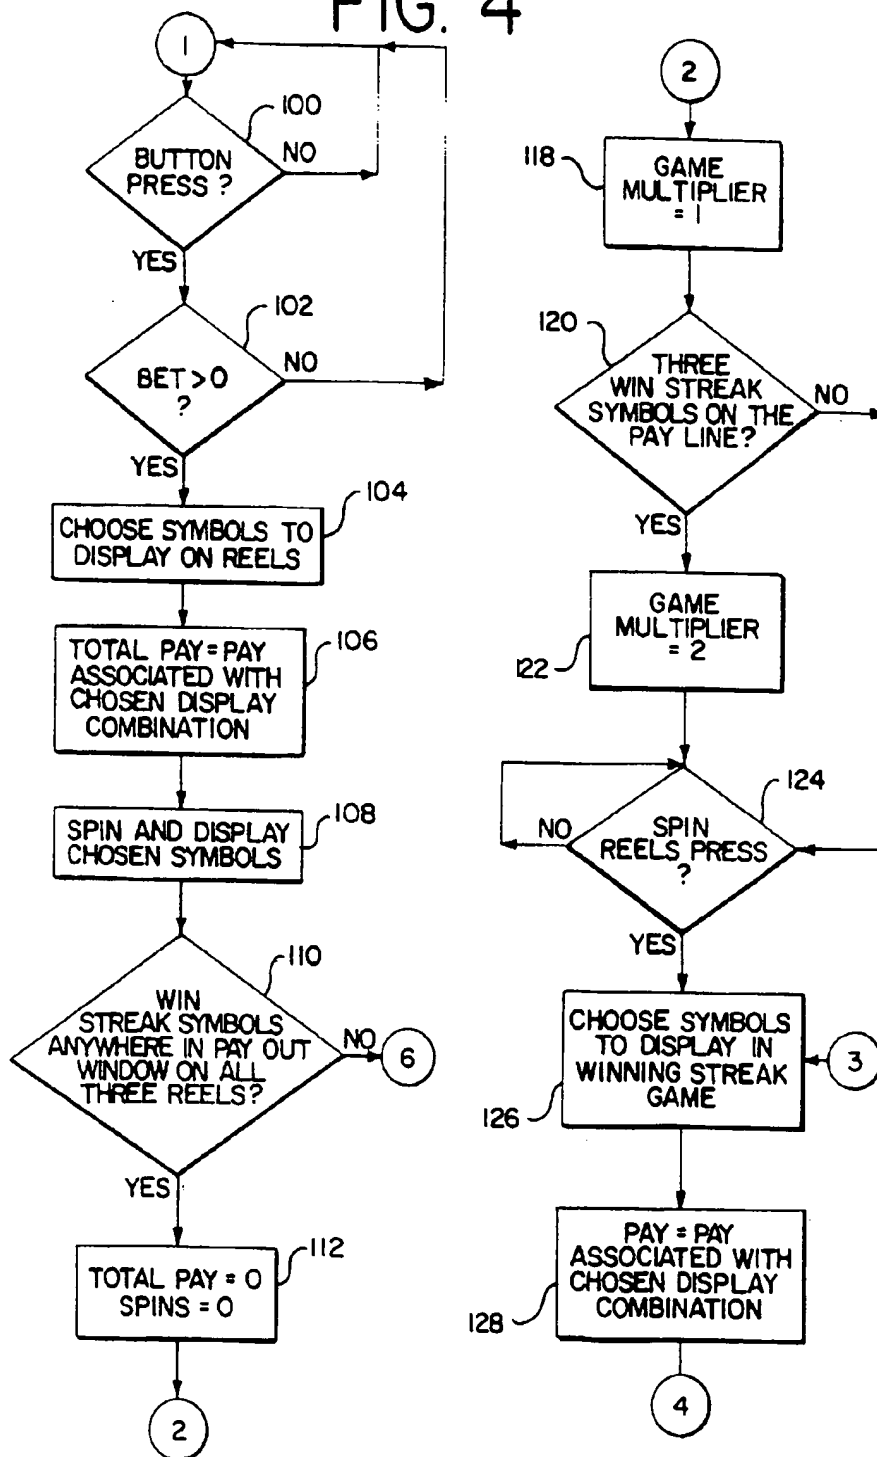 FIG. 4
1
100
BUTTON
PRESS ?
NO
YES
102
BET > 0
?
NO
YES
104
CHOOSE SYMBOLS TO
DISPLAY ON REELS
106
TOTAL PAY = PAY
ASSOCIATED WITH
CHOSEN DISPLAY
COMBINATION
108
SPIN AND DISPLAY
CHOSEN SYMBOLS
110
WIN
STREAK SYMBOLS
ANYWHERE IN PAY OUT
WINDOW ON ALL
THREE REELS?
NO
6
YES
112
TOTAL PAY = 0
SPINS = 0
2
2
118
GAME
MULTIPLIER
= 1
120
THREE
WIN STREAK
SYMBOLS ON THE
PAY LINE?
NO
YES
GAME
MULTIPLIER
= 2
122
124
SPIN
REELS PRESS
?
NO
YES
CHOOSE SYMBOLS
TO DISPLAY IN
WINNING STREAK
GAME
3
126
PAY = PAY
ASSOCIATED WITH
CHOSEN DISPLAY
COMBINATION
128
4